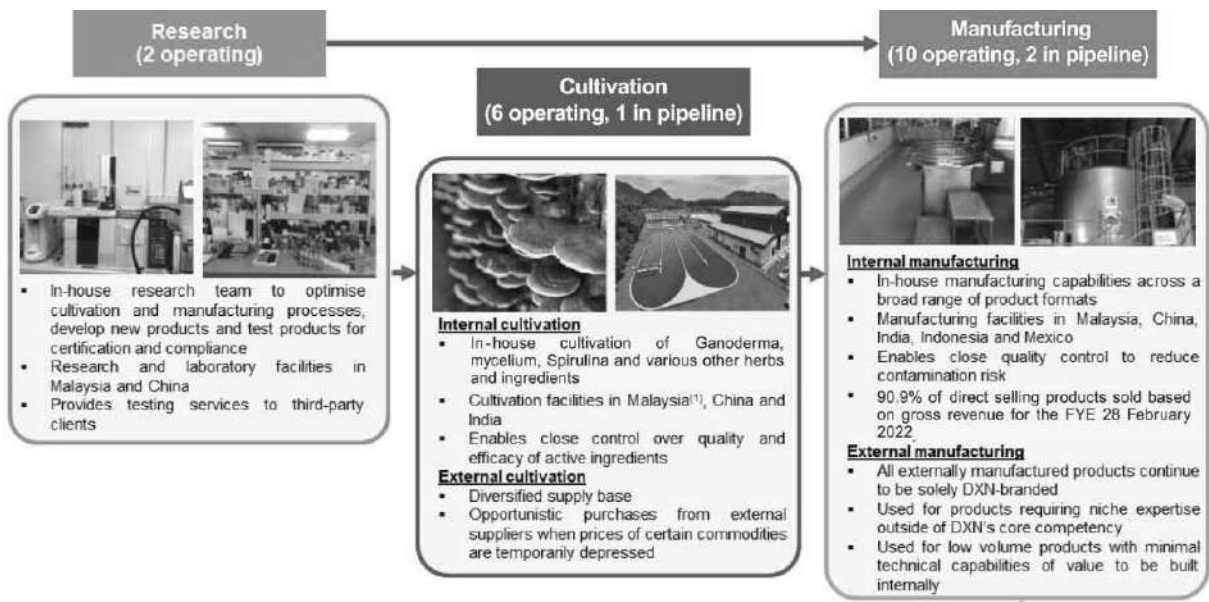 Research
(2 operating)
Manufacturing
(10 operating, 2 in pipeline)
Cultivation
(6 operating, 1 in pipeline)
▪ In-house research team to optimise
cultivation and manufacturing processes,
develop new products and test products for
certification and compliance
▪ Research and laboratory facilities in
Malaysia and China
▪ Provides testing services to third-party
clients
Internal cultivation
▪ In-house cultivation of Ganoderma,
mycelium, Spirulina and various other herbs
and ingredients
▪ Cultivation facilities in Malaysia(1), China and
India
▪ Enables close control over quality and
efficacy of active ingredients
External cultivation
▪ Diversified supply base
▪ Opportunistic purchases from external
suppliers when prices of certain commodities
are temporarily depressed
Internal manufacturing
▪ In-house manufacturing capabilities across a
broad range of product formats
▪ Manufacturing facilities in Malaysia, China,
India, Indonesia and Mexico
▪ Enables close quality control to reduce
contamination risk
▪ 90.9% of direct selling products sold based
on gross revenue for the FYE 28 February
2022
External manufacturing
▪ All externally manufactured products continue
to be solely DXN-branded
▪ Used for products requiring niche expertise
outside of DXN's core competency
▪ Used for low volume products with minimal
technical capabilities of value to be built
internally